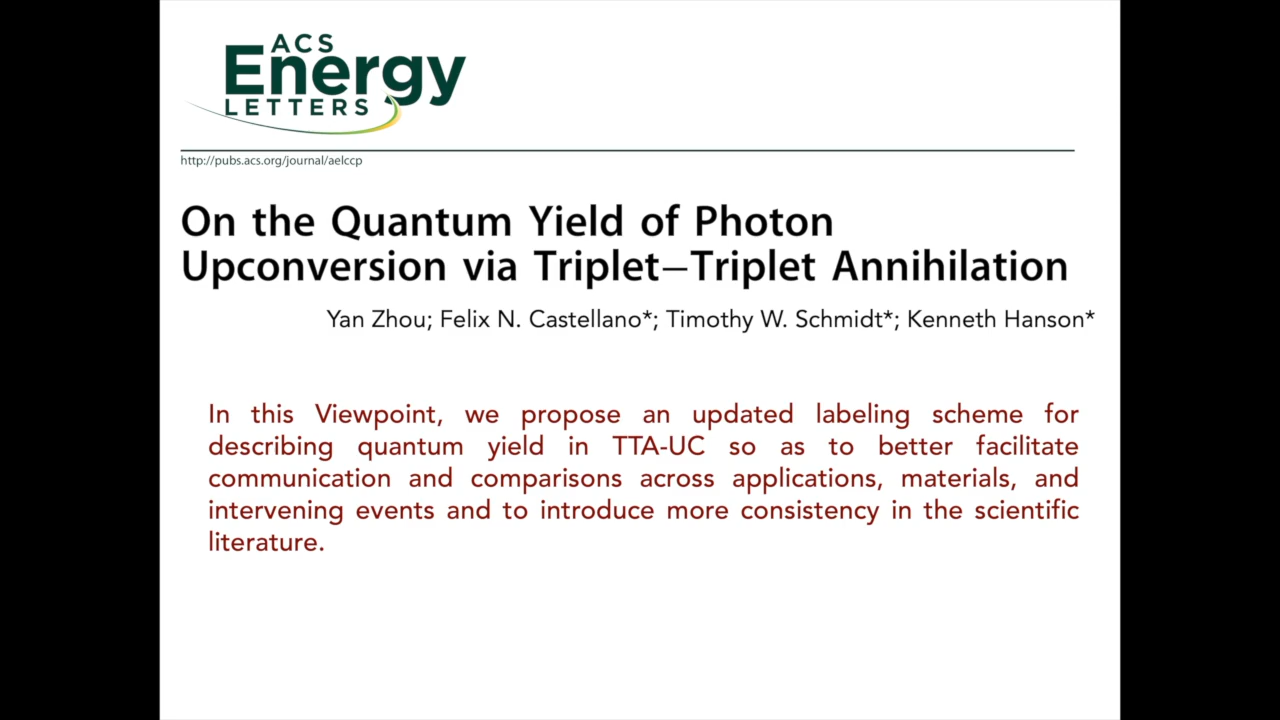 ACS
Energy
LETTERS
http://pubs.acs.org/journal/aelccp
On the Quantum Yield of Photon
Upconversion via Triplet−Triplet Annihilation
Yan Zhou; Felix N. Castellano*; Timothy W. Schmidt*; Kenneth Hanson*
In this Viewpoint, we propose an updated labeling scheme for
describing quantum yield in TTA-UC so as to better facilitate
communication and comparisons across applications, materials, and
intervening events and to introduce more consistency in the scientific
literature.